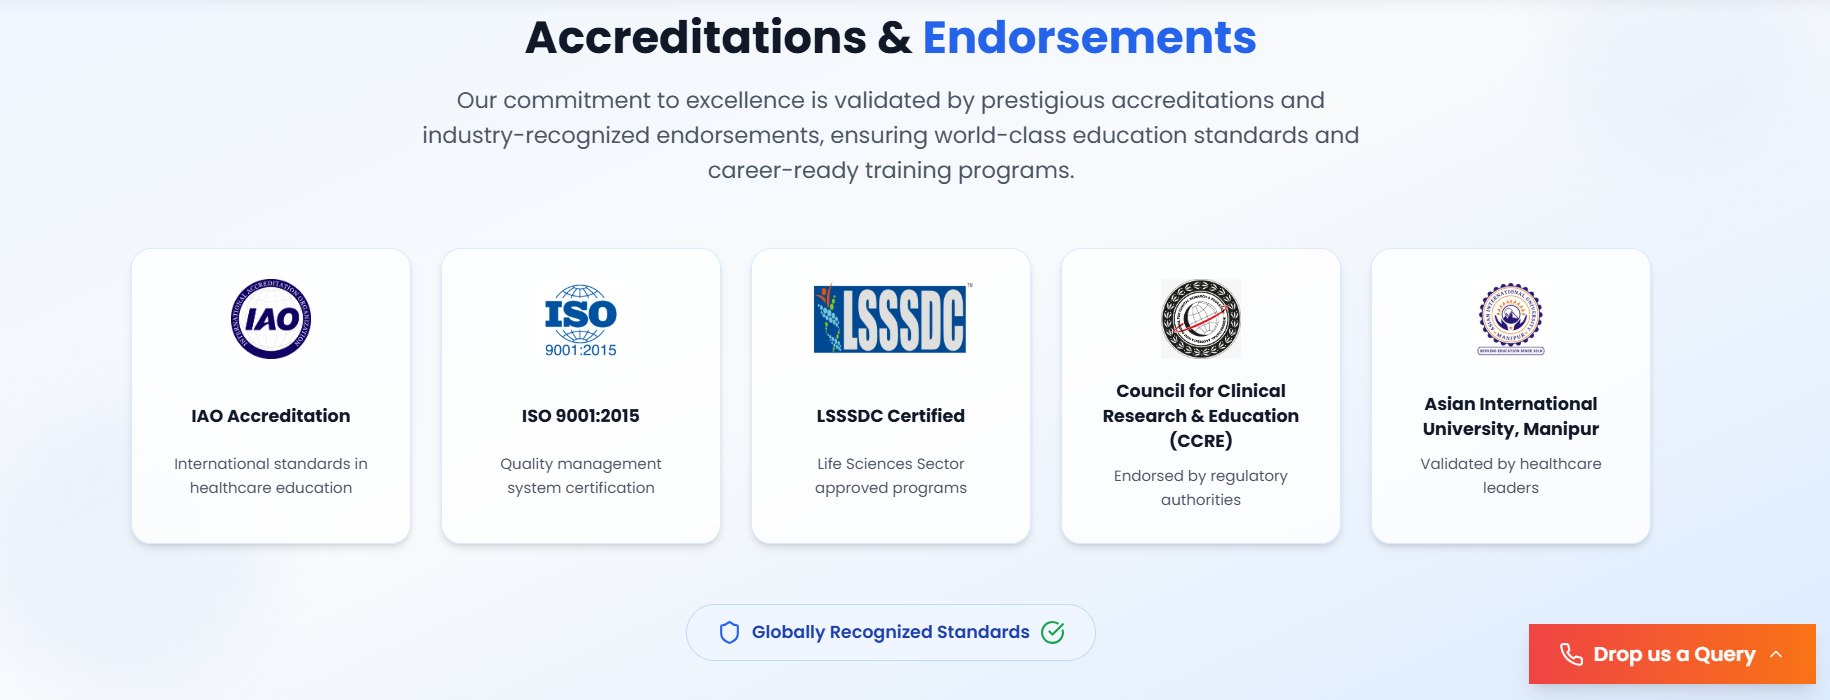 Accreditations & Endorsements
Our commitment to excellence is validated by prestigious accreditations and
industry-recognized endorsements, ensuring world-class education standards and
career-ready training programs.
INTERNATIONAL ACCREDITATION ORGANIZATION
IAO
IAO Accreditation
International standards in
healthcare education
ISO
9001:2015
ISO 9001:2015
Quality management
system certification
LSSSDC
TM
LSSSDC Certified
Life Sciences Sector
approved programs
Council for Clinical
Research & Education
(CCRE)
Endorsed by regulatory
authorities
ASIAN INTERNATIONAL UNIVERSITY
MANIPUR
Asian International
University, Manipur
Validated by healthcare
leaders
Globally Recognized Standards
Drop us a Query